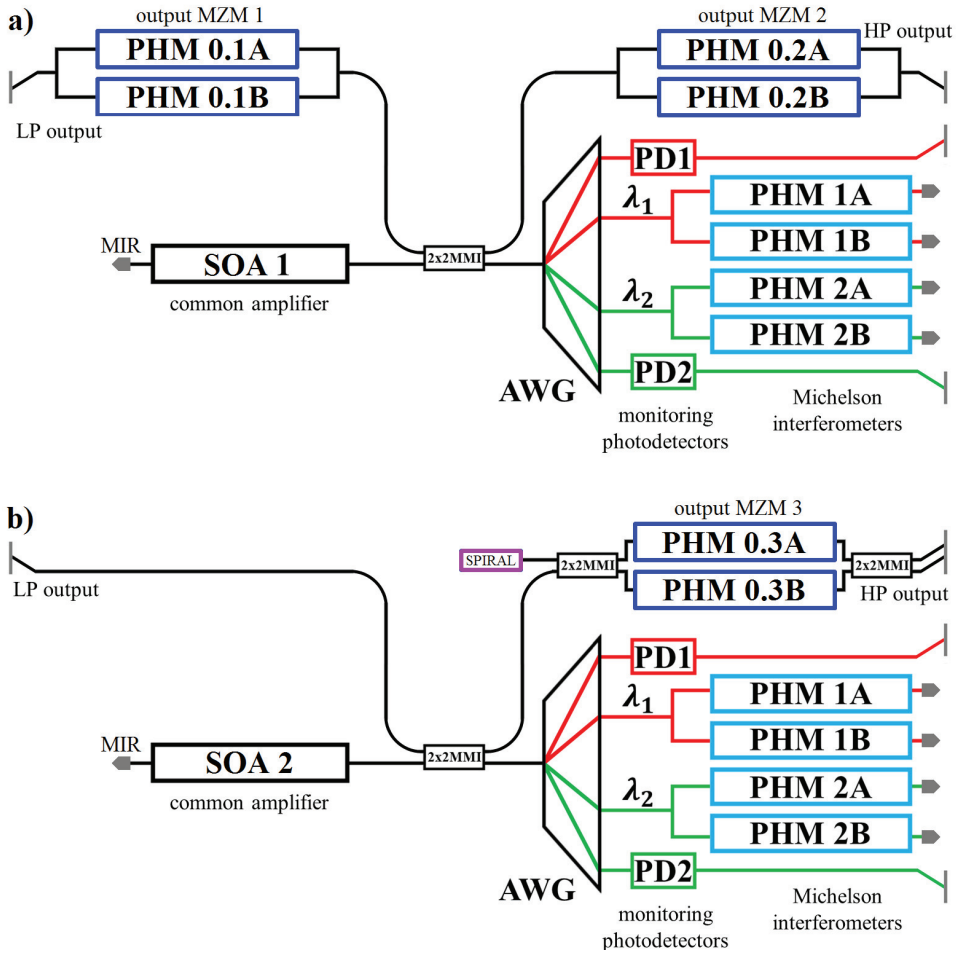 a)
output MZM 1
output MZM 2
PHM 0.1A
PHM 0.2A
HP output
PHM 0.1B
PHM 0.2B
LP output
PD1
λ1
PHM 1A
MIR
2x2MMI
PHM 1B
SOA 1
common amplifier
λ2
PHM 2A
PHM 2B
AWG
PD2
monitoring
photodetectors
Michelson
interferometers
b)
output MZM 3
PHM 0.3A
SPIRAL
2x2MMI
2x2MMI
LP output
PHM 0.3B
HP output
PD1
λ1
PHM 1A
MIR
2x2MMI
PHM 1B
SOA 2
common amplifier
λ2
PHM 2A
PHM 2B
AWG
PD2
monitoring
photodetectors
Michelson
interferometers